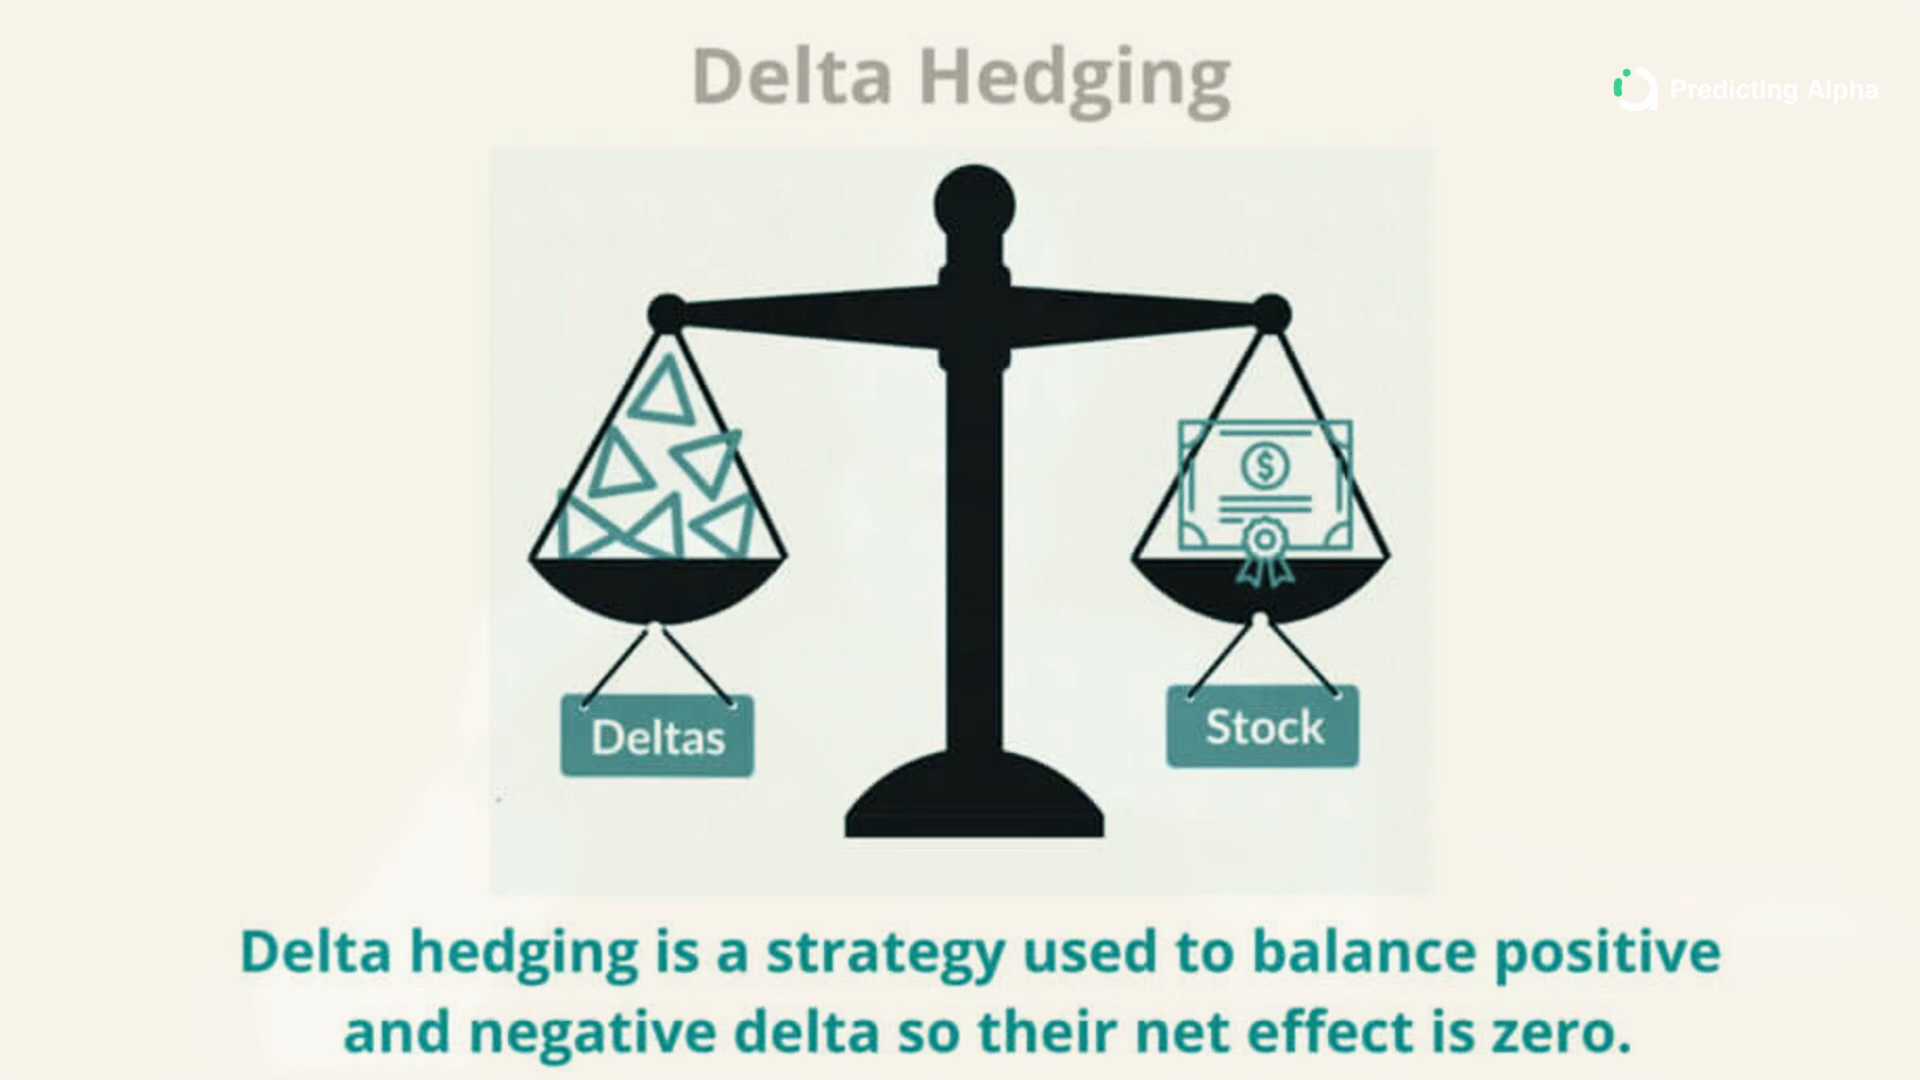 Delta Hedging
Predicting Alpha
$
Deltas
Stock
Delta hedging is a strategy used to balance positive
and negative delta so their net effect is zero.